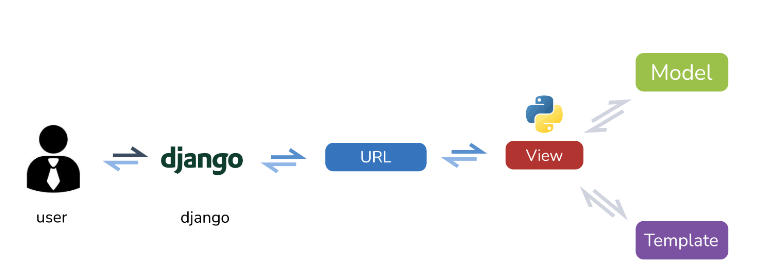 Model
django
URL
View
user
django
Template